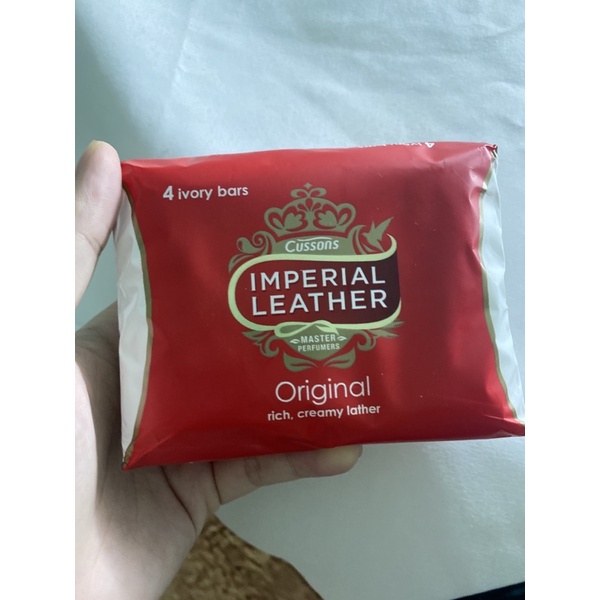 4 ivory bars
Cussons
IMPERIAL
LEATHER
MASTER
PERFUMERS
Original
rich, creamy lather